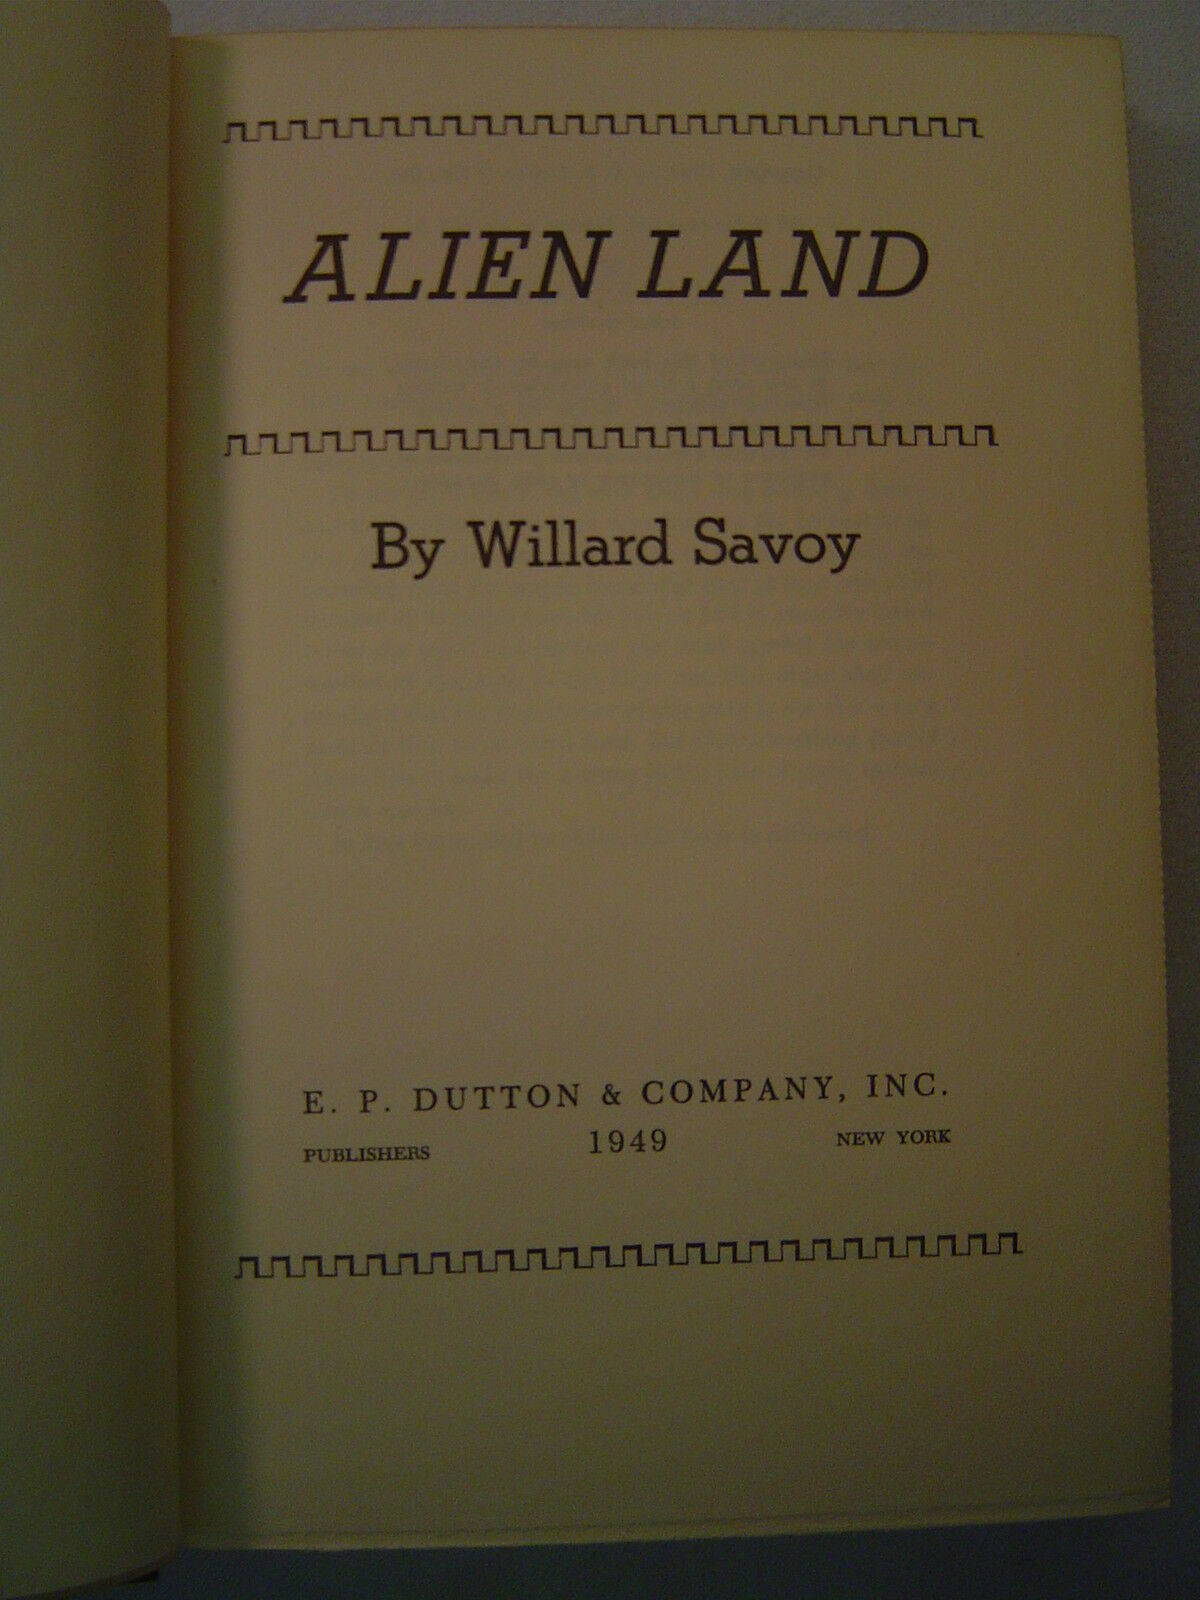 ALIEN LAND
By Willard Savoy
E. P. DUTTON & COMPANY, INC.
PUBLISHERS 1949 NEW YORK